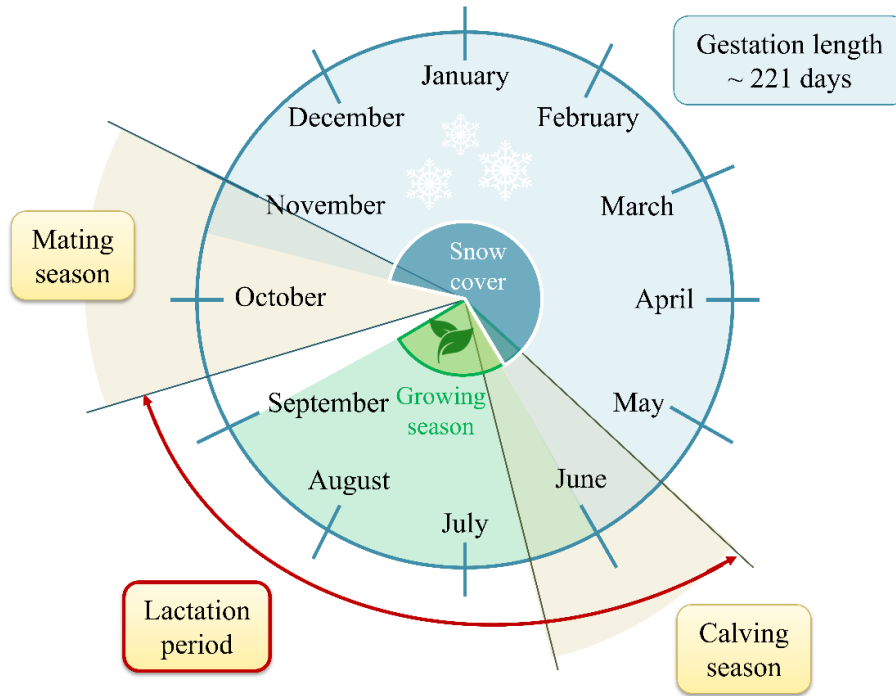 Gestation length
~ 221 days
January
February
March
April
May
June
July
August
September
October
November
December
Snow
cover
Growing
season
Mating
season
Lactation
period
Calving
season